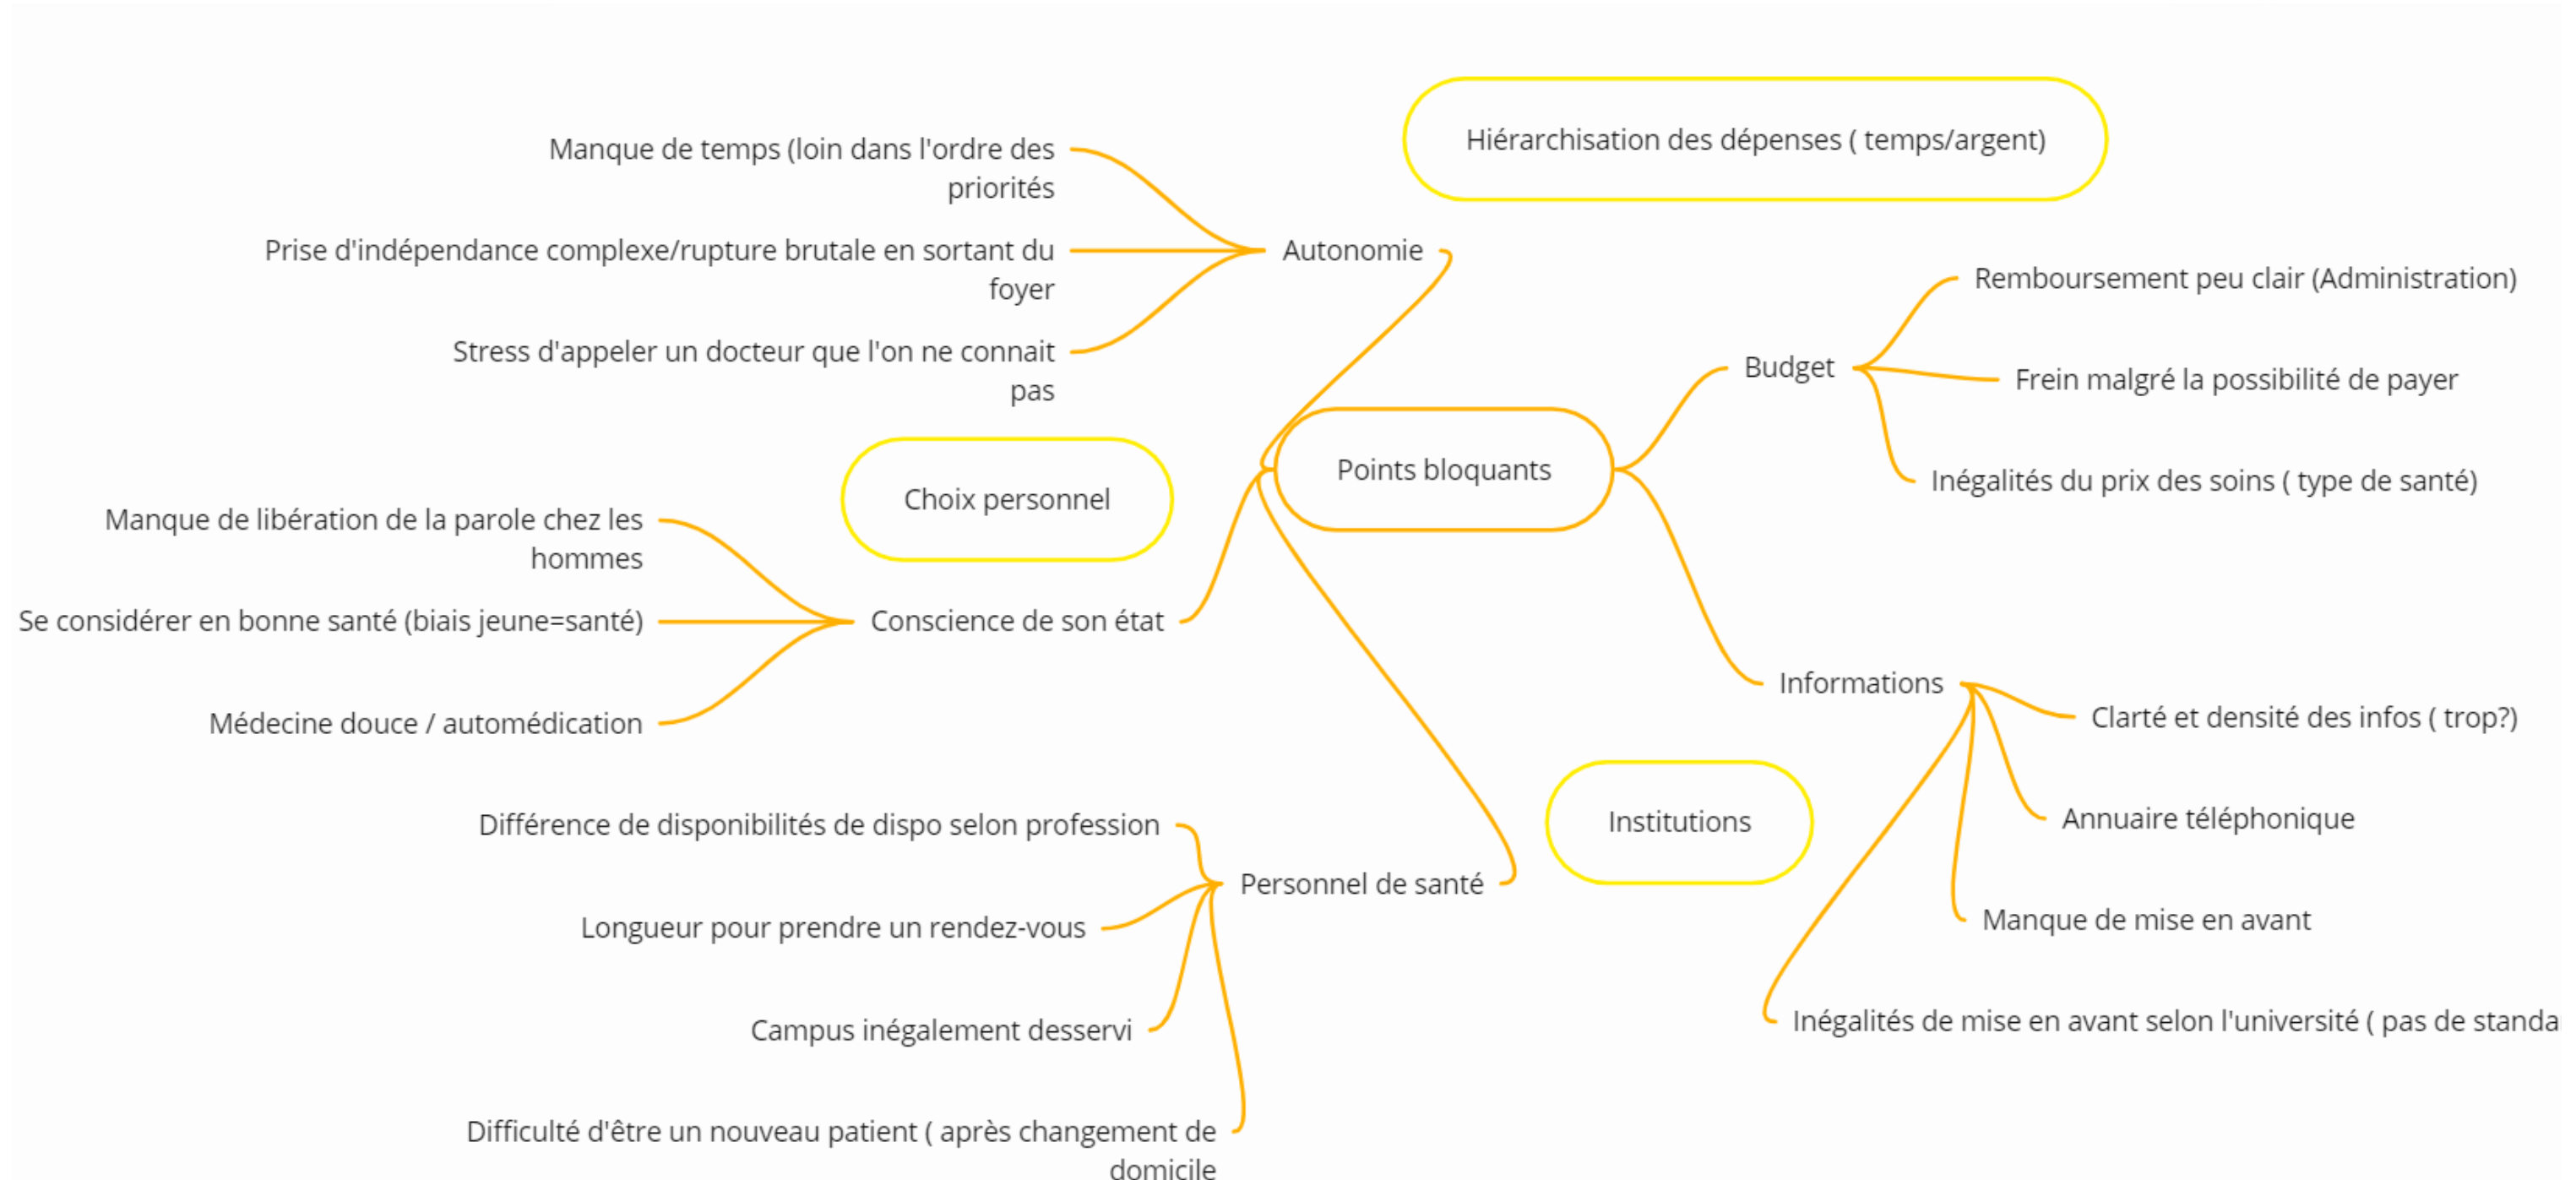 Hiérarchisation des dépenses ( temps/argent)
Manque de temps (loin dans l'ordre des
priorités
Prise d'indépendance complexe/rupture brutale en sortant du
foyer
Stress d'appeler un docteur que l'on ne connait
pas
Autonomie
Points bloquants
Budget
Remboursement peu clair (Administration)
Frein malgré la possibilité de payer
Inégalités du prix des soins ( type de santé)
Choix personnel
Manque de libération de la parole chez les
hommes
Se considérer en bonne santé (biais jeune=santé)
Médecine douce / automédication
Conscience de son état
Informations
Clarté et densité des infos ( trop?)
Annuaire téléphonique
Manque de mise en avant
Inégalités de mise en avant selon l'université ( pas de standa
Institutions
Personnel de santé
Différence de disponibilités de dispo selon profession
Longueur pour prendre un rendez-vous
Campus inégalement desservi
Difficulté d'être un nouveau patient ( après changement de
domicile